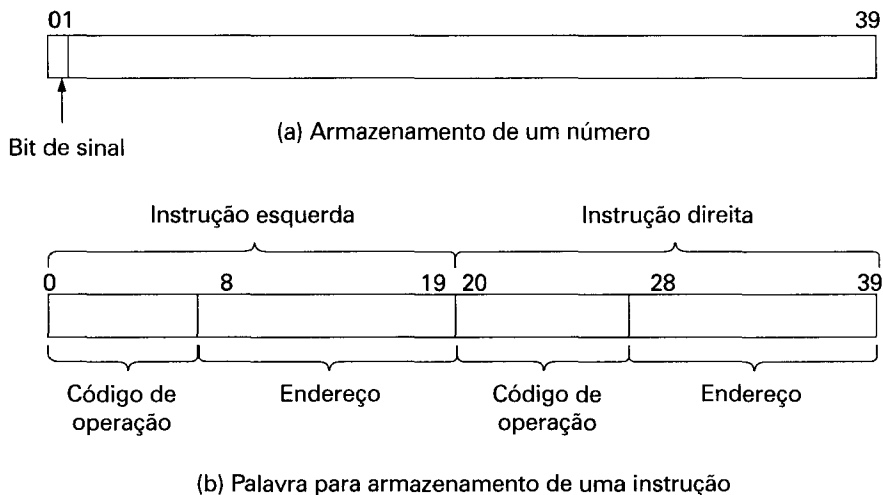 01 39
Bit de sinal
(a) Armazenamento de um número
Instrução esquerda Instrução direita
0 8 19 20 28 39
Código de operação Endereço Código de operação Endereço
(b) Palavra para armazenamento de uma instrução